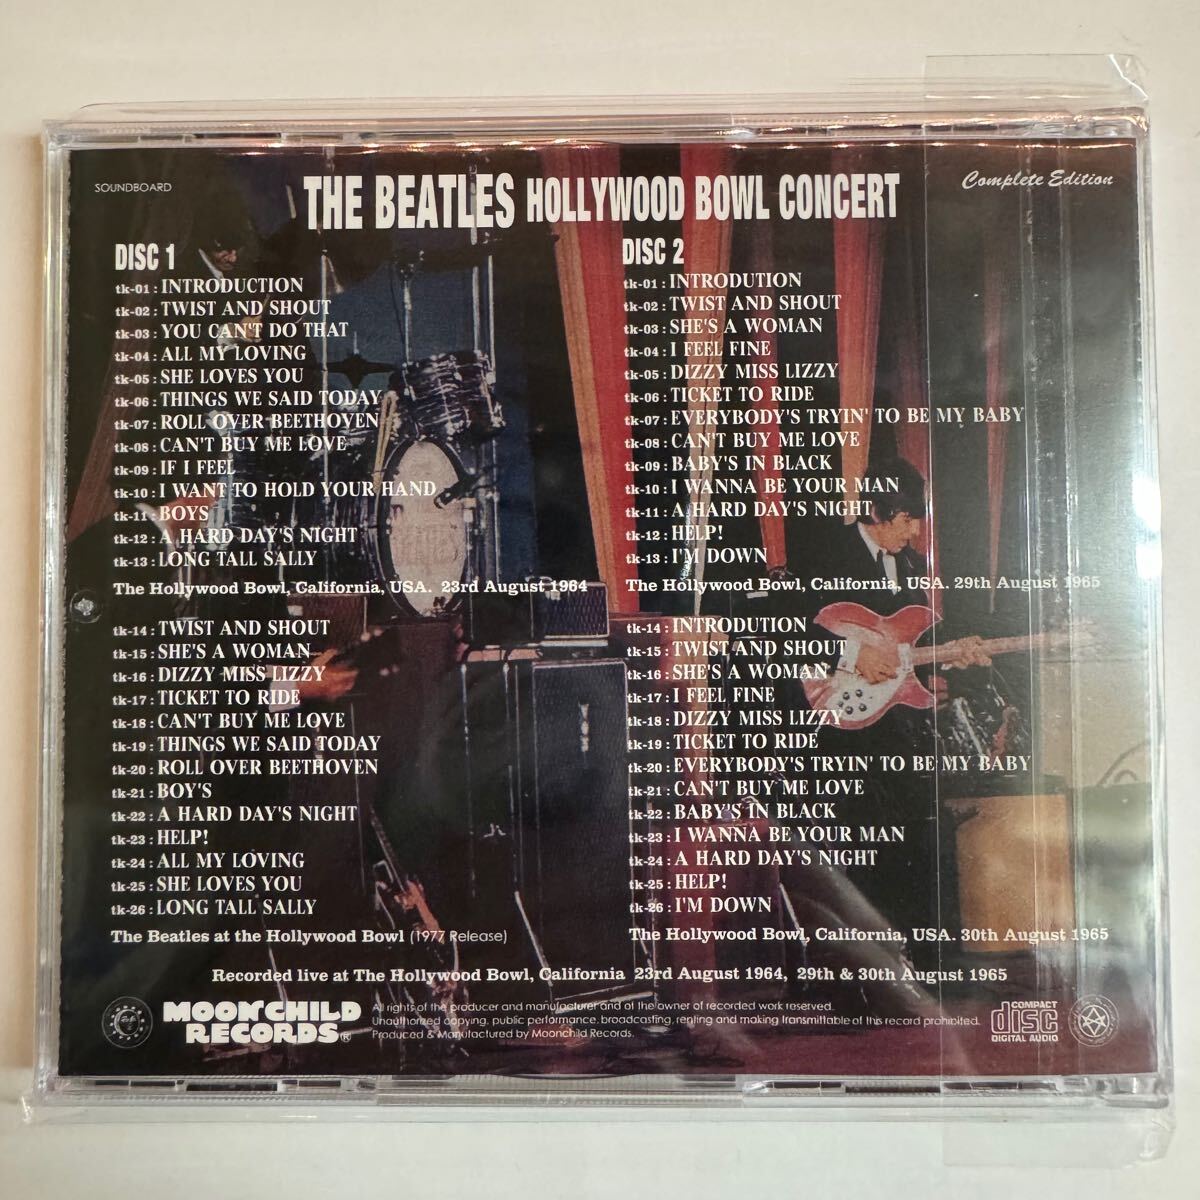 SOUNDBOARD
THE BEATLES HOLLYWOOD BOWL CONCERT
Complete Edition
DISC 1
tk-01 : INTRODUCTION
tk-02 : TWIST AND SHOUT
tk-03 : YOU CAN'T DO THAT
tk-04 : ALL MY LOVING
tk-05 : SHE LOVES YOU
tk-06 : THINGS WE SAID TODAY
tk-07 : ROLL OVER BEETHOVEN
tk-08 : CAN'T BUY ME LOVE
tk-09 : IF I FEEL
tk-10 : I WANT TO HOLD YOUR HAND
tk-11 : BOYS
tk-12 : A HARD DAY'S NIGHT
tk-13 : LONG TALL SALLY
The Hollywood Bowl, California, USA. 23rd August 1964
tk-14 : TWIST AND SHOUT
tk-15 : SHE'S A WOMAN
tk-16 : DIZZY MISS LIZZY
tk-17 : TICKET TO RIDE
tk-18 : CAN'T BUY ME LOVE
tk-19 : THINGS WE SAID TODAY
tk-20 : ROLL OVER BEETHOVEN
tk-21 : BOY'S
tk-22 : A HARD DAY'S NIGHT
tk-23 : HELP!
tk-24 : ALL MY LOVING
tk-25 : SHE LOVES YOU
tk-26 : LONG TALL SALLY
The Beatles at the Hollywood Bowl (1977 Release)
DISC 2
tk-01 : INTRODUTION
tk-02 : TWIST AND SHOUT
tk-03 : SHE'S A WOMAN
tk-04 : I FEEL FINE
tk-05 : DIZZY MISS LIZZY
tk-06 : TICKET TO RIDE
tk-07 : EVERYBODY'S TRYIN' TO BE MY BABY
tk-08 : CAN'T BUY ME LOVE
tk-09 : BABY'S IN BLACK
tk-10 : I WANNA BE YOUR MAN
tk-11 : A HARD DAY'S NIGHT
tk-12 : HELP!
tk-13 : I'M DOWN
The Hollywood Bowl, California, USA. 29th August 1965
tk-14 : INTRODUTION
tk-15 : TWIST AND SHOUT
tk-16 : SHE'S A WOMAN
tk-17 : I FEEL FINE
tk-18 : DIZZY MISS LIZZY
tk-19 : TICKET TO RIDE
tk-20 : EVERYBODY'S TRYIN' TO BE MY BABY
tk-21 : CAN'T BUY ME LOVE
tk-22 : BABY'S IN BLACK
tk-23 : I WANNA BE YOUR MAN
tk-24 : A HARD DAY'S NIGHT
tk-25 : HELP!
tk-26 : I'M DOWN
The Hollywood Bowl, California, USA. 30th August 1965
Recorded live at The Hollywood Bowl, California 23rd August 1964, 29th & 30th August 1965
MOONCHILD
RECORDS®
All rights of the producer and manufacturer and of the owner of recorded work reserved.
Unauthorized copying, public performance, broadcasting, renting and making transmittable of this record prohibited.
Produced & Manufactured by Moonchild Records.
COMPACT
disc
DIGITAL AUDIO